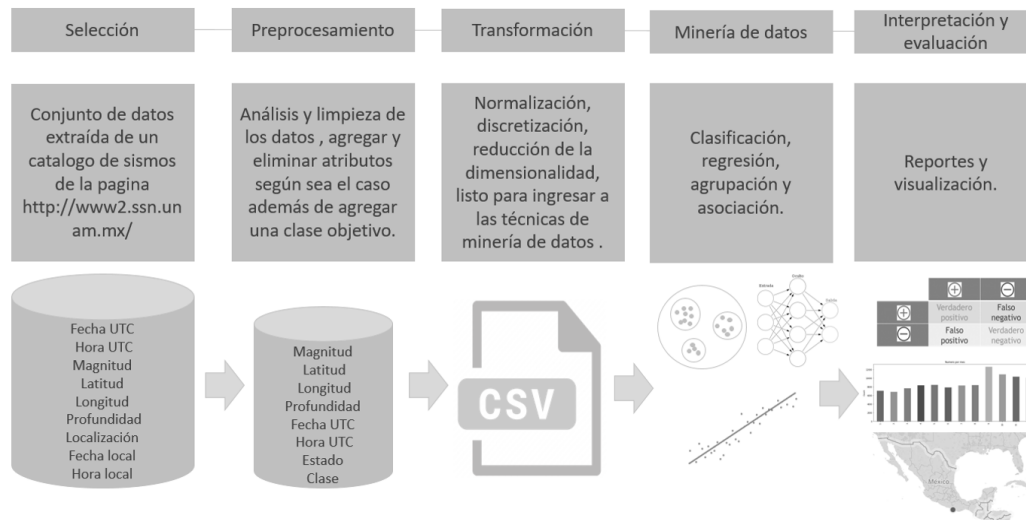 Selección
Preprocesamiento
Transformación
Minería de datos
Interpretación y
evaluación
Conjunto de datos
extraída de un
catalogo de sismos
de la pagina
http://www2.ssn.un
am.mx/
Análisis y limpieza de
los datos , agregar y
eliminar atributos
según sea el caso
además de agregar
una clase objetivo.
Normalización,
discretización,
reducción de la
dimensionalidad,
listo para ingresar a
las técnicas de
minería de datos .
Clasificación,
regresión,
agrupación y
asociación.
Reportes y
visualización.
Fecha UTC
Hora UTC
Magnitud
Latitud
Longitud
Profundidad
Localización
Fecha local
Hora local
Magnitud
Latitud
Longitud
Profundidad
Fecha UTC
Hora UTC
Estado
Clase
CSV
Entrada
Verdadero
positivo
Falso
negativo
Falso
positivo
Verdadero
negativo
México